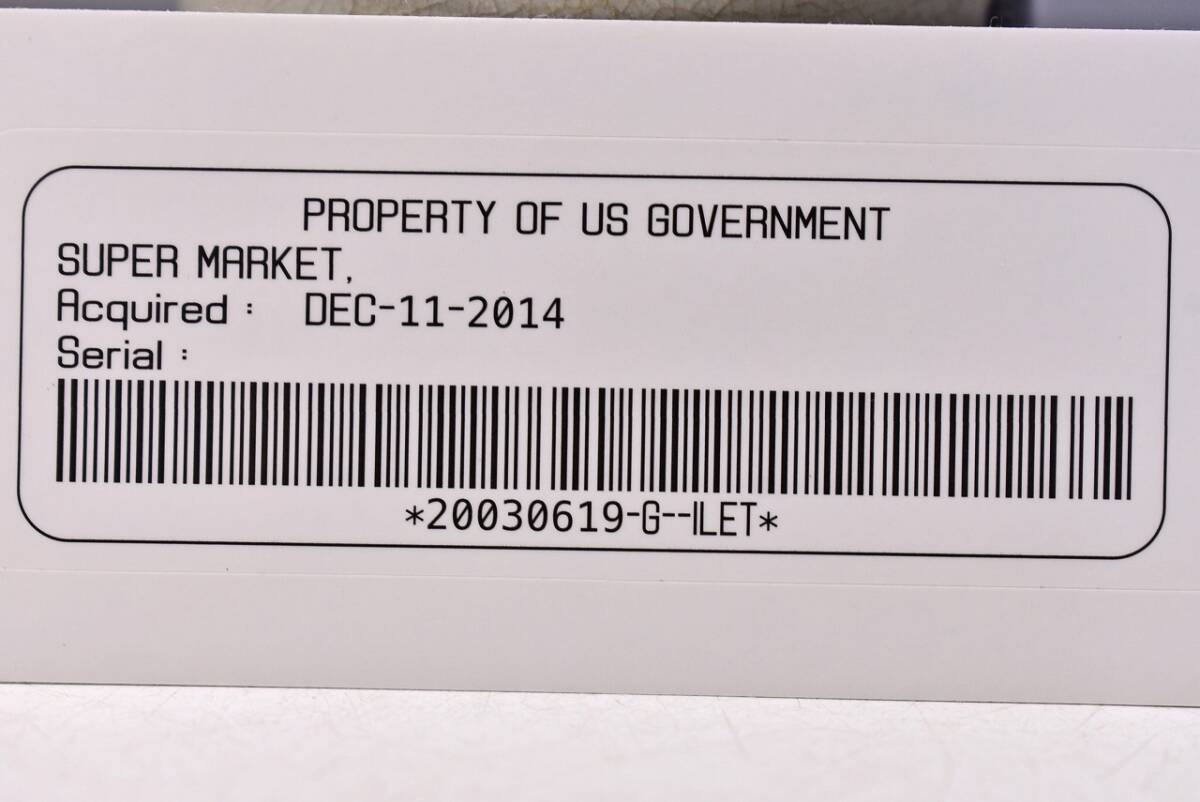 PROPERTY OF US GOVERNMENT
SUPER MARKET,
Acquired : DEC-11-2014
Serial :
*20030619-G--ILET*